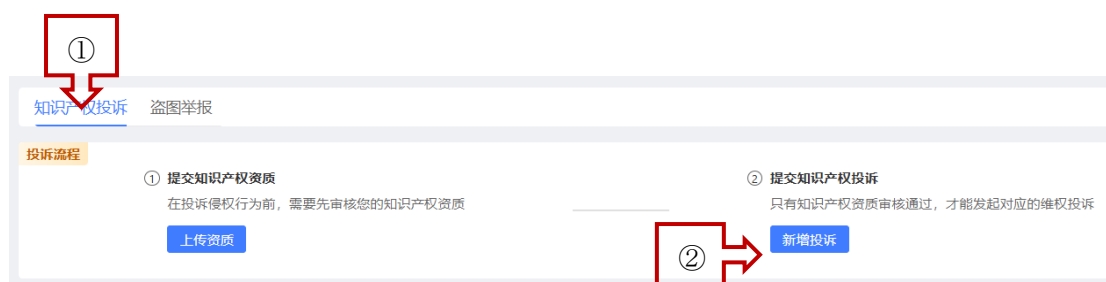 ①
知识产权投诉 盗图举报
投诉流程
① 提交知识产权资质
在投诉侵权行为前，需要先审核您的知识产权资质
上传资质
② 提交知识产权投诉
只有知识产权资质审核通过，才能发起对应的维权投诉
新增投诉
②